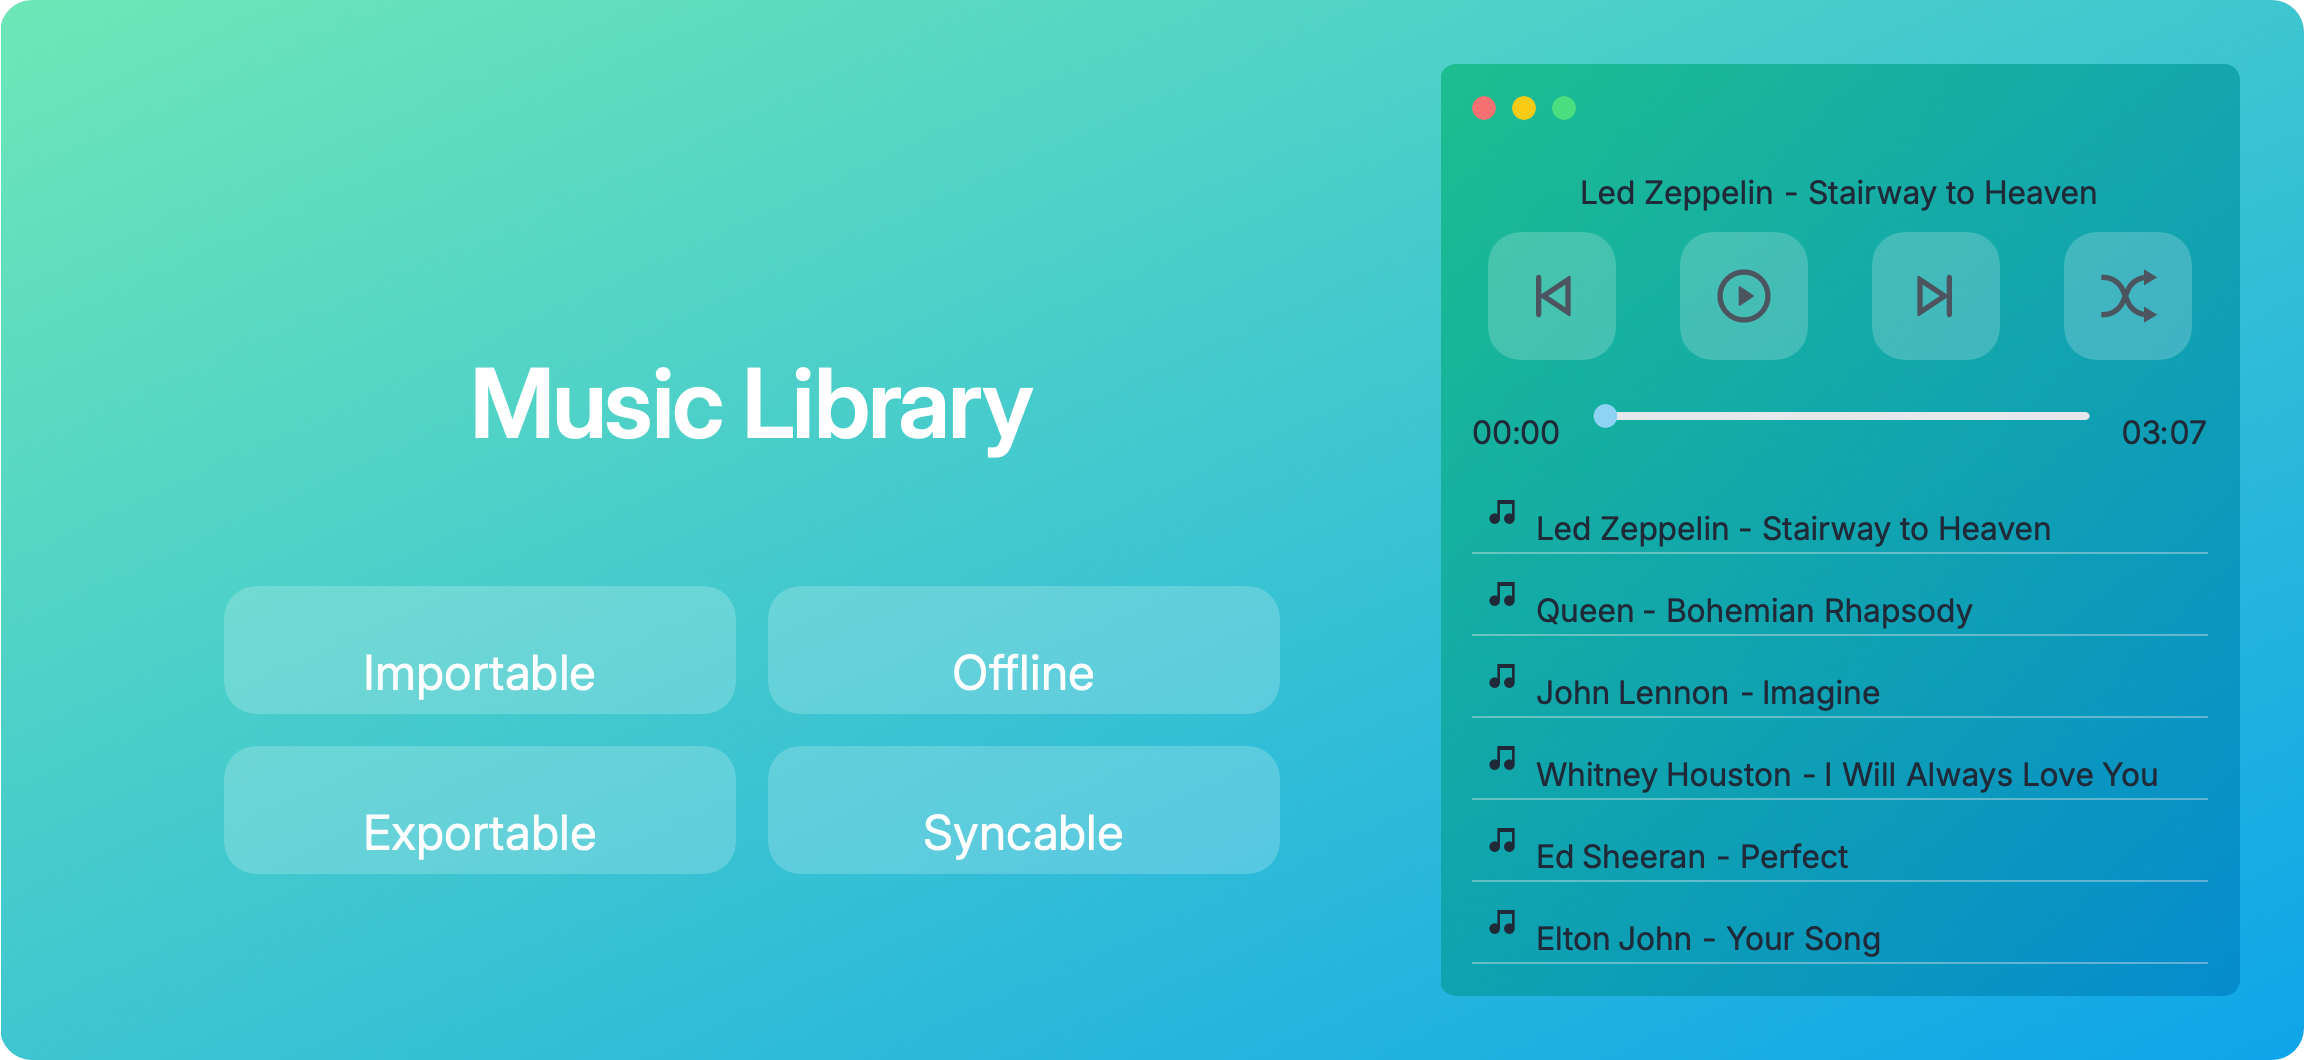 Music Library
Importable
Offline
Exportable
Syncable
Led Zeppelin - Stairway to Heaven
00:00
03:07
Led Zeppelin - Stairway to Heaven
Queen - Bohemian Rhapsody
John Lennon - Imagine
Whitney Houston - I Will Always Love You
Ed Sheeran - Perfect
Elton John - Your Song